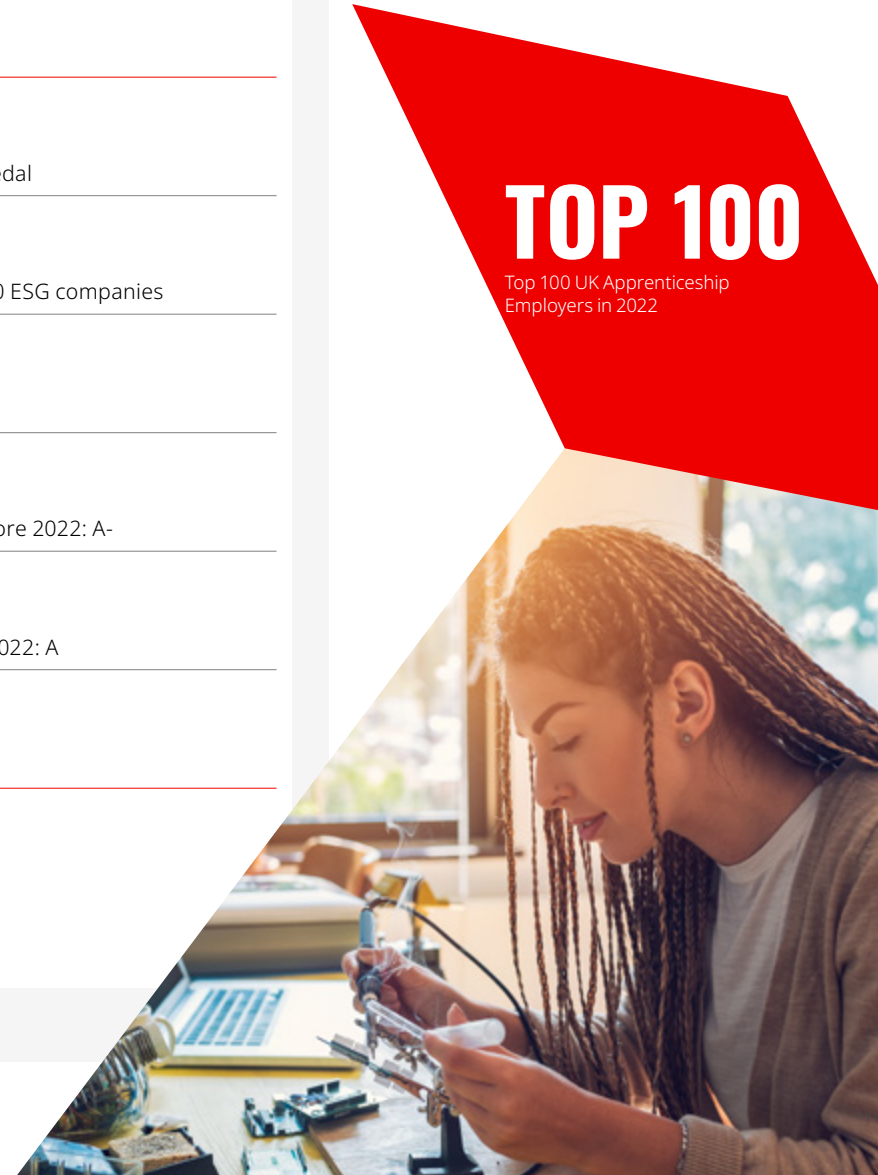 edal
0 ESG companies
ore 2022: A-
022: A
TOP 100
Top 100 UK Apprenticeship
Employers in 2022